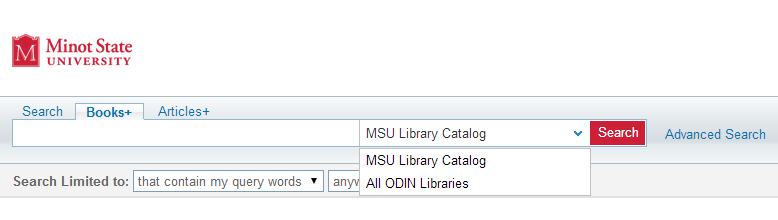 Minot State
UNIVERSITY
Search Books+ Articles+
MSU Library Catalog Search Advanced Search
MSU Library Catalog
All ODIN Libraries
Search Limited to: that contain my query words